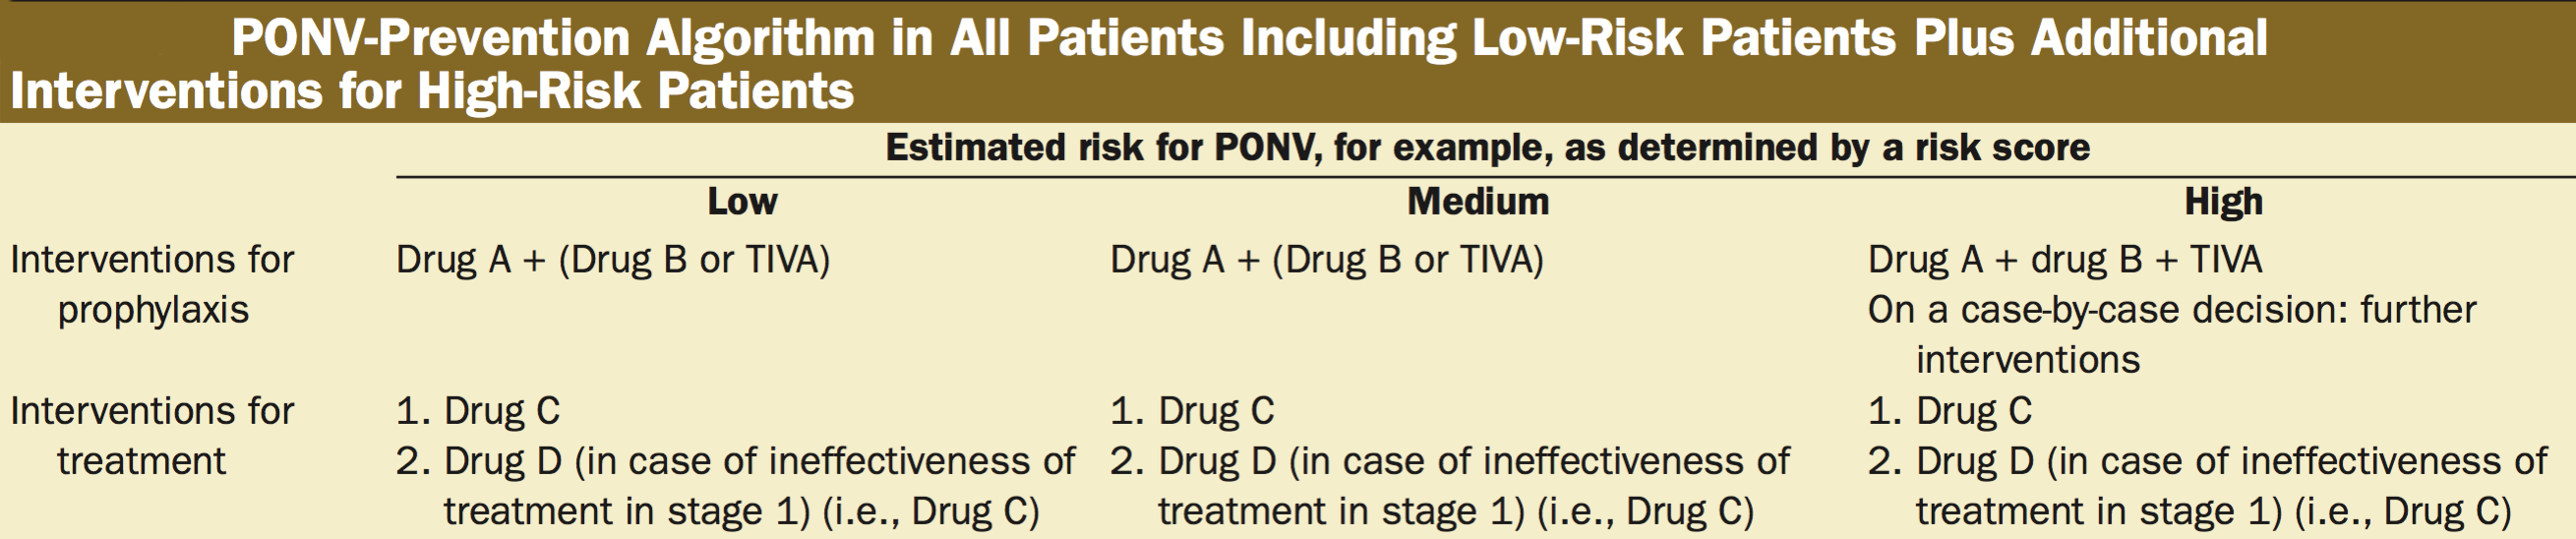 PONV-Prevention Algorithm in All Patients Including Low-Risk Patients Plus Additional
Interventions for High-Risk Patients
Estimated risk for PONV, for example, as determined by a risk score
Low Medium High
Interventions for Drug A + (Drug B or TIVA) Drug A + (Drug B or TIVA) Drug A + drug B + TIVA
prophylaxis On a case-by-case decision: further
interventions
Interventions for 1. Drug C 1. Drug C 1. Drug C
treatment 2. Drug D (in case of ineffectiveness of 2. Drug D (in case of ineffectiveness of 2. Drug D (in case of ineffectiveness of
treatment in stage 1) (i.e., Drug C) treatment in stage 1) (i.e., Drug C) treatment in stage 1) (i.e., Drug C)